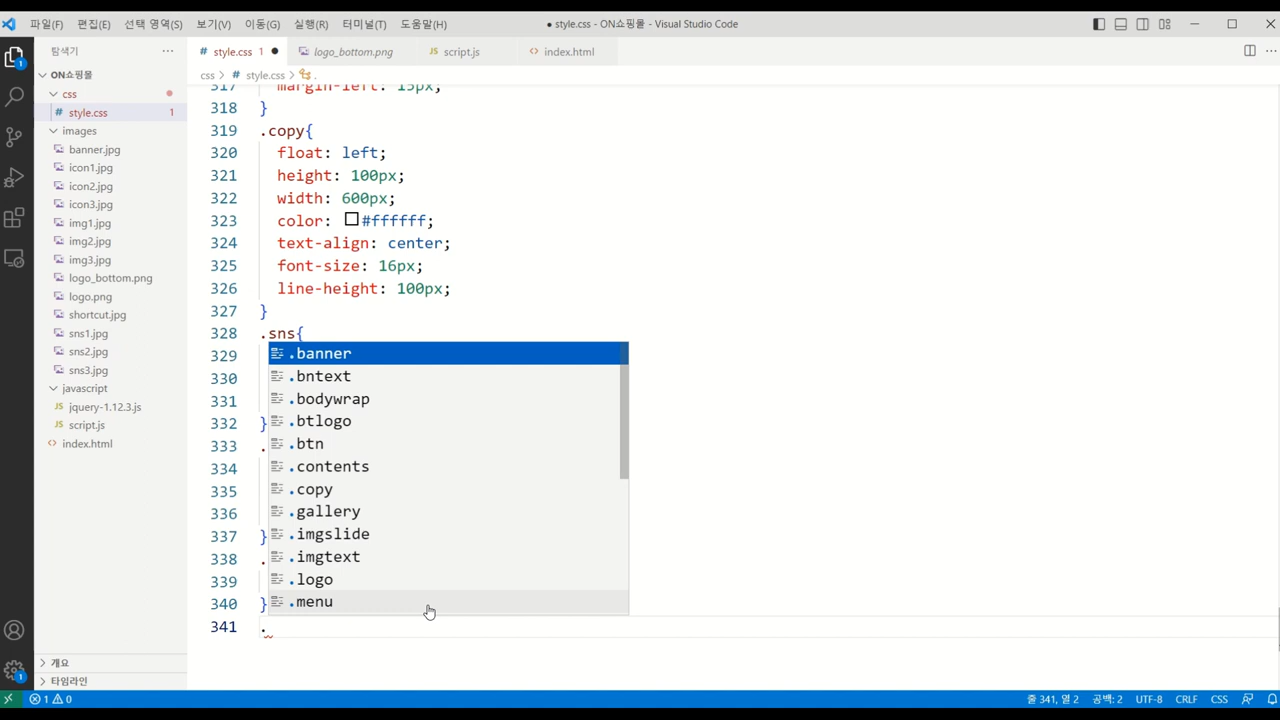 파일(F) 편집(E) 선택 영역(S) 보기(V) 이동(G) 실행(R) 터미널(T) 도움말(H) ● style.css - ON쇼핑몰 - Visual Studio Code
탐색기 ···
# style.css 1 ● logo_bottom.png JS script.js <> index.html
css > # style.css > .
ON쇼핑몰
css
# style.css 1
images
banner.jpg
icon1.jpg
icon2.jpg
icon3.jpg
img1.jpg
img2.jpg
img3.jpg
logo_bottom.png
logo.png
shortcut.jpg
sns1.jpg
sns2.jpg
sns3.jpg
javascript
JS jquery-1.12.3.js
JS script.js
<> index.html
개요
타임라인
317 margin-left: 15px;
318 }
319 .copy{
320 float: left;
321 height: 100px;
322 width: 600px;
323 color: #ffffff;
324 text-align: center;
325 font-size: 16px;
326 line-height: 100px;
327 }
328 .sns{
329 .banner
330 .bntext
331 .bodywrap
332 } .btlogo
333 . .btn
334 .contents
335 .copy
336 .gallery
337 } .imgslide
338 . .imgtext
339 .logo
340 } .menu
341 .
1 0 줄 341, 열 2 공백: 2 UTF-8 CRLF CSS